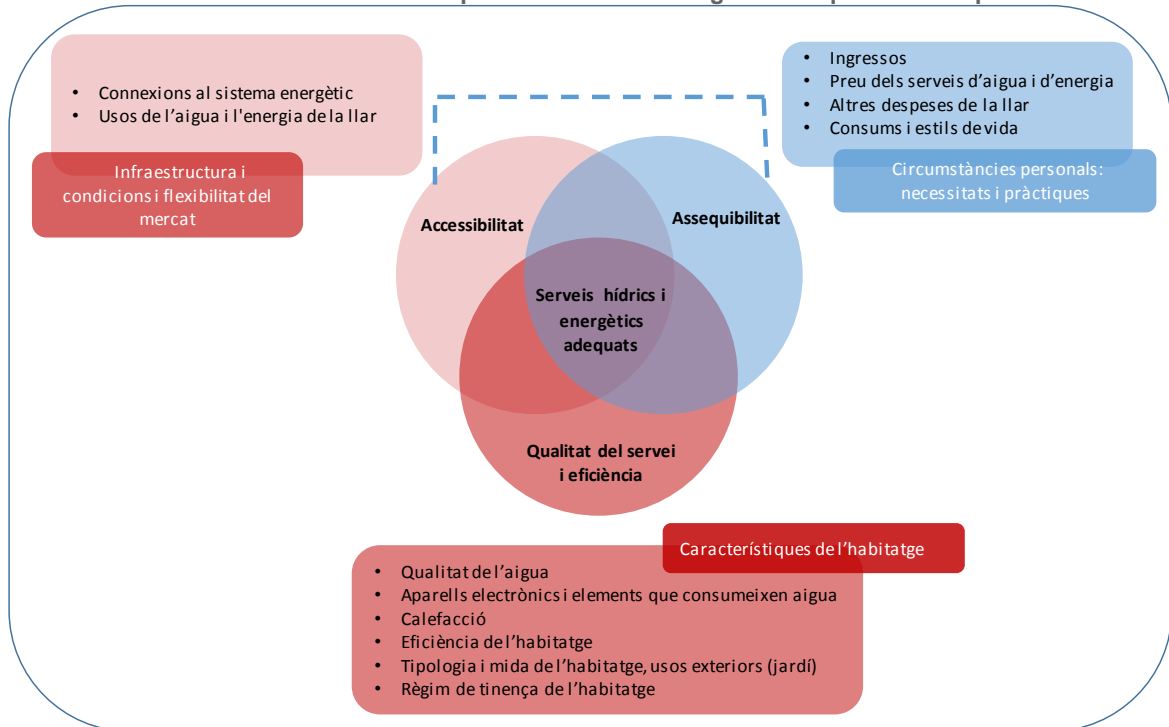 • Connexions al sistema energètic
• Usos de l'aigua i l'energia de la llar
Infraestructura i
condicions i flexibilitat del
mercat
• Ingressos
• Preu dels serveis d'aigua i d'energia
• Altres despeses de la llar
• Consums i estils de vida
Circumstàncies personals:
necessitats i pràctiques
Accessibilitat
Assequibilitat
Serveis hídrics i
energètics
adequats
Qualitat del servei
i eficiència
Característiques de l'habitatge
• Qualitat de l'aigua
• Aparells electrònics i elements que consumeixen aigua
• Calefacció
• Eficiència de l'habitatge
• Tipologia i mida de l'habitatge, usos exteriors (jardí)
• Règim de tinença de l'habitatge